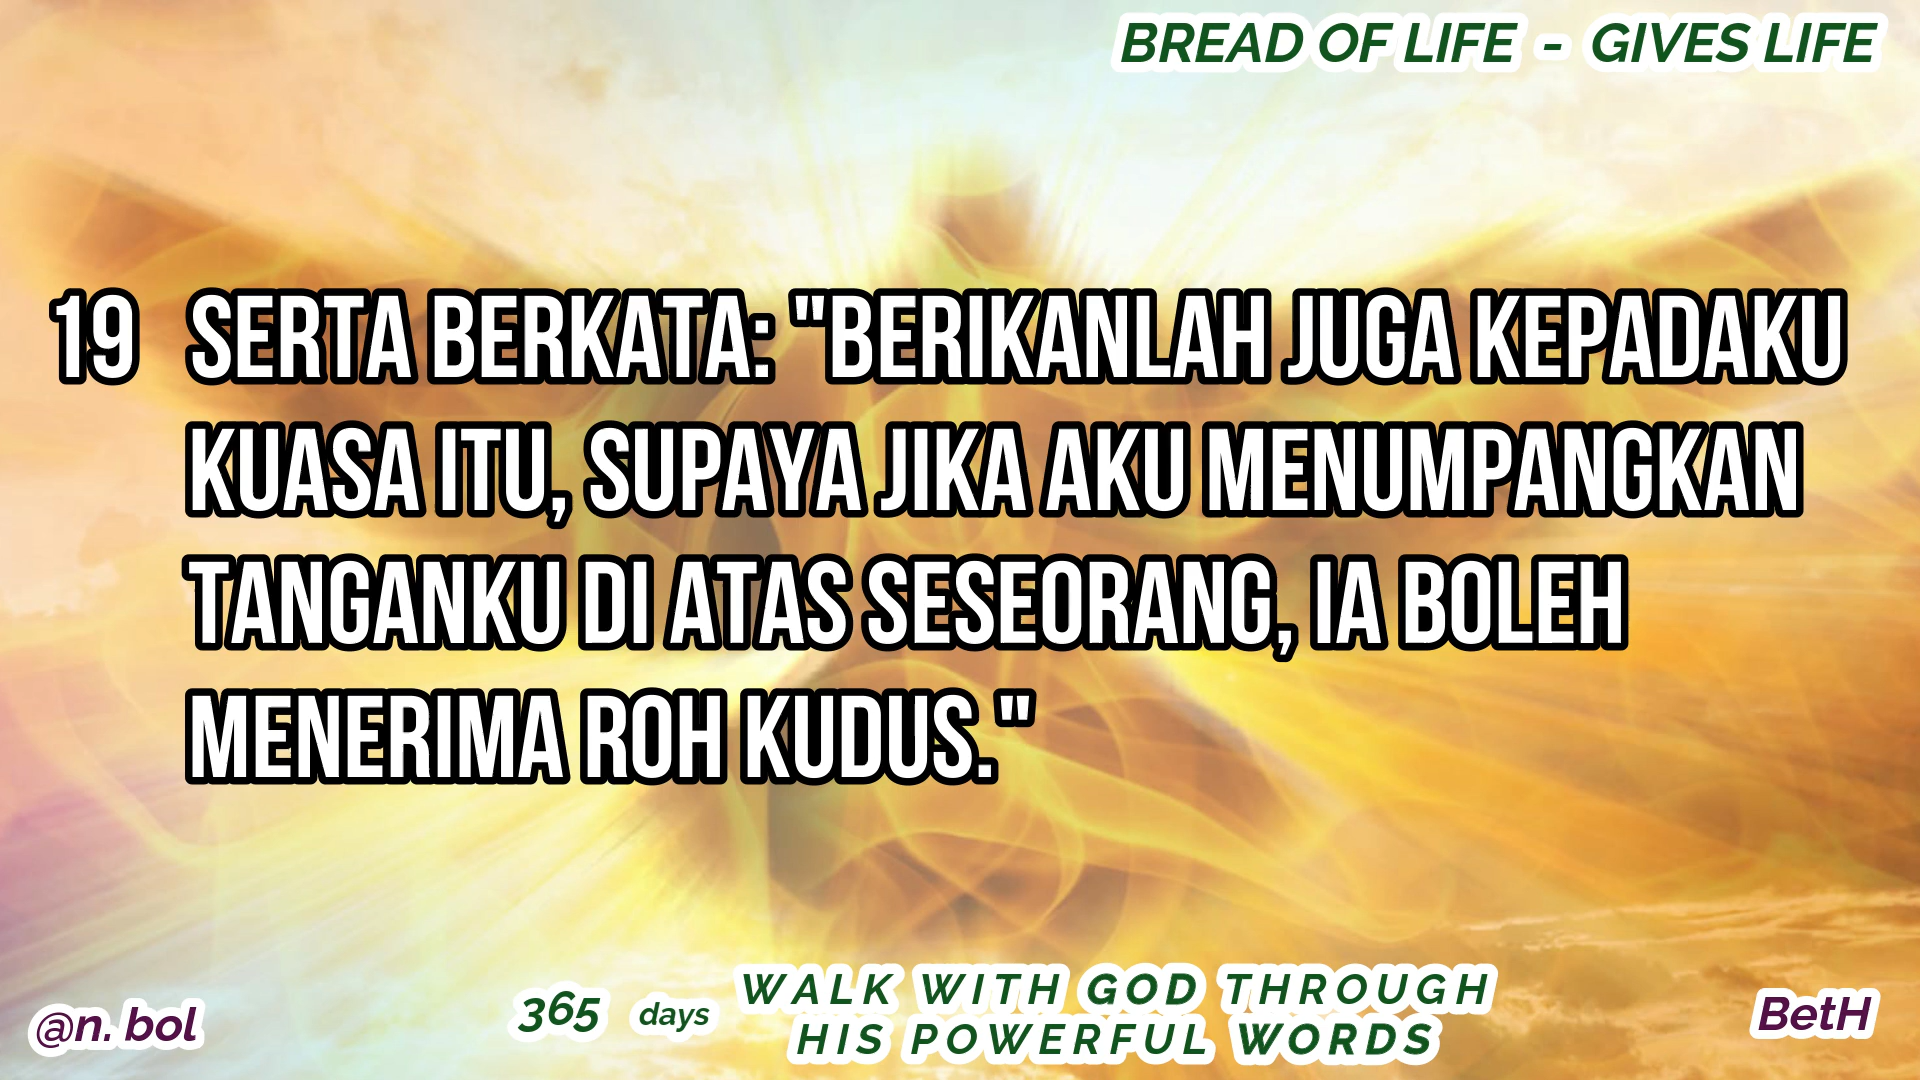 BREAD OF LIFE - GIVES LIFE
19 SERTA BERKATA: "BERIKANLAH JUGA KEPADAKU
KUASA ITU, SUPAYA JIKA AKU MENUMPANGKAN
TANGANKU DI ATAS SESEORANG, IA BOLEH
MENERIMA ROH KUDUS."
@n. bol
365 days
WALK WITH GOD THROUGH
HIS POWERFUL WORDS
BetH